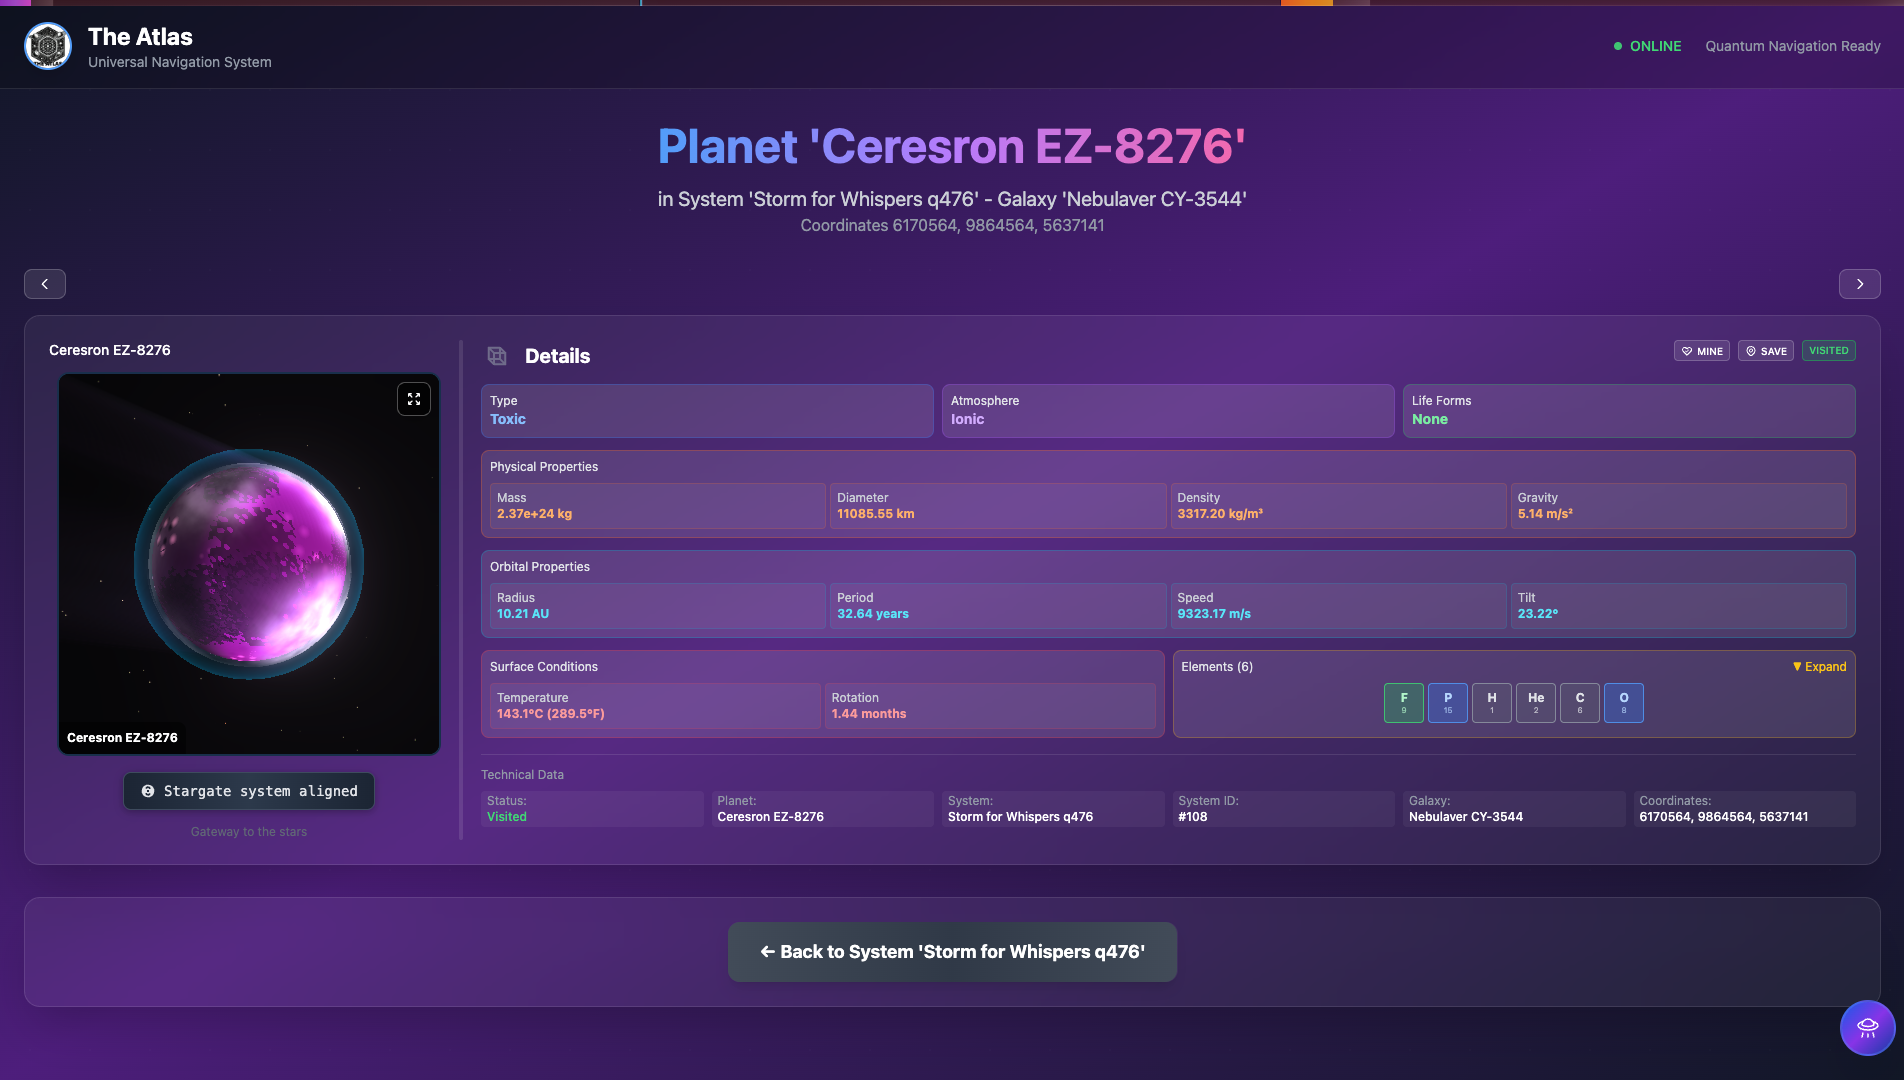 The Atlas
Universal Navigation System
ONLINE
Quantum Navigation Ready
Planet 'Ceresron EZ-8276'
in System 'Storm for Whispers q476' - Galaxy 'Nebulaver CY-3544'
Coordinates 6170564, 9864564, 5637141
Ceresron EZ-8276
Ceresron EZ-8276
Stargate system aligned
Gateway to the stars
Details
MINE
SAVE
VISITED
Type
Toxic
Atmosphere
Ionic
Life Forms
None
Physical Properties
Mass
2.37e+24 kg
Diameter
11085.55 km
Density
3317.20 kg/m³
Gravity
5.14 m/s²
Orbital Properties
Radius
10.21 AU
Period
32.64 years
Speed
9323.17 m/s
Tilt
23.22°
Surface Conditions
Temperature
143.1°C (289.5°F)
Rotation
1.44 months
Elements (6)
▼ Expand
F
9
P
15
H
1
He
2
C
6
O
8
Technical Data
Status:
Visited
Planet:
Ceresron EZ-8276
System:
Storm for Whispers q476
System ID:
#108
Galaxy:
Nebulaver CY-3544
Coordinates:
6170564, 9864564, 5637141
← Back to System 'Storm for Whispers q476'